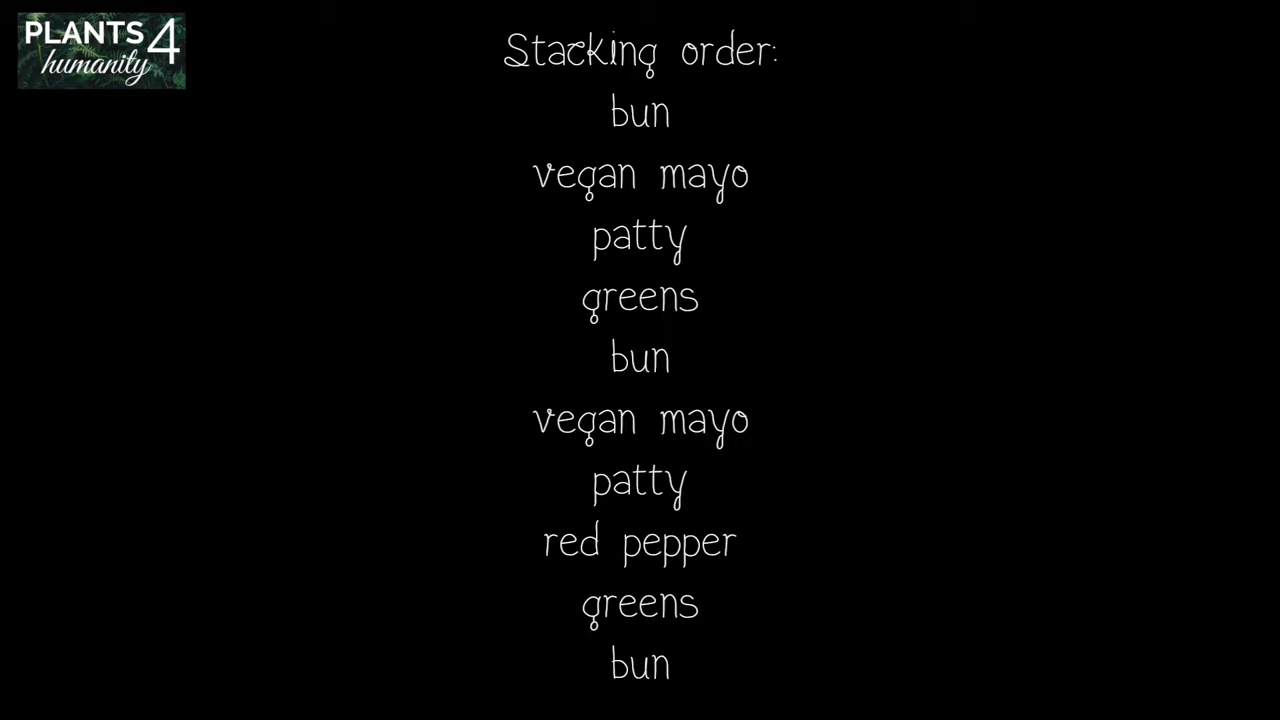 PLANTS 4
humanity
Stacking order:
bun
vegan mayo
patty
greens
bun
vegan mayo
patty
red pepper
greens
bun